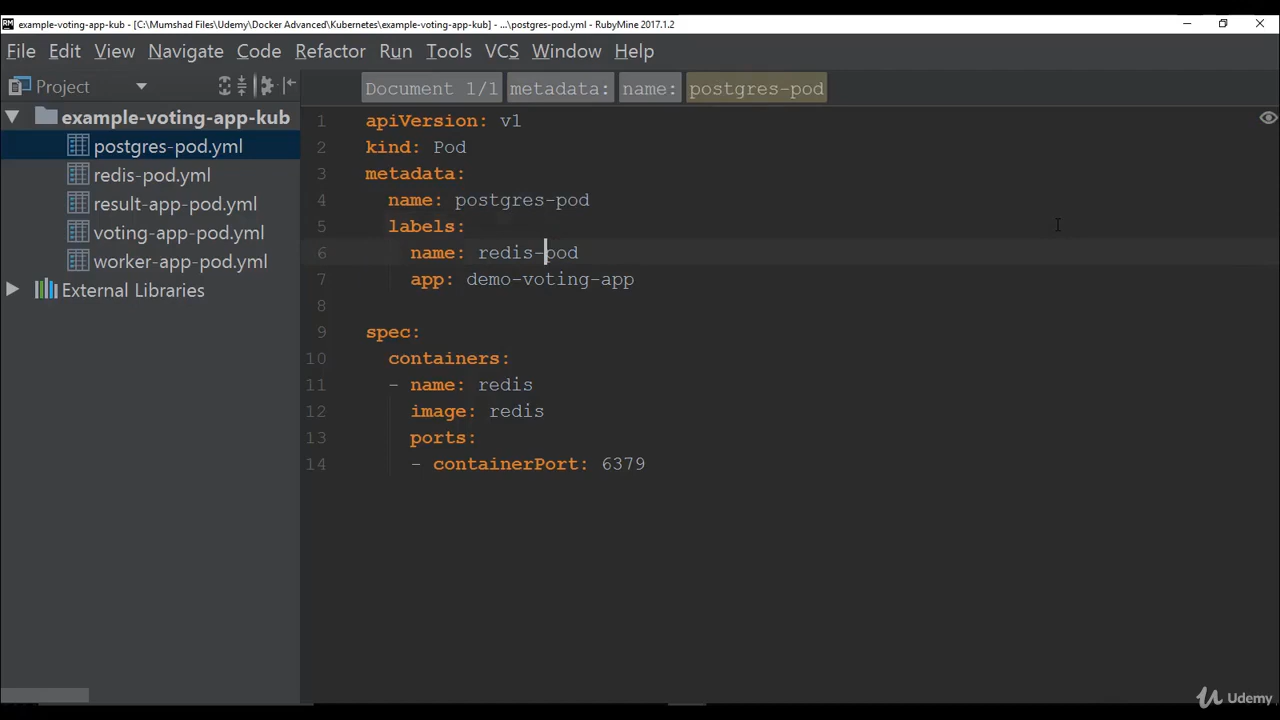 example-voting-app-kub - [C:\Mumshad Files\Udemy\Docker Advanced\Kubernetes\example-voting-app-kub] - ...\postgres-pod.yml - RubyMine 2017.1.2
File Edit View Navigate Code Refactor Run Tools VCS Window Help
Project
Document 1/1 metadata: name: postgres-pod
example-voting-app-kub
postgres-pod.yml
redis-pod.yml
result-app-pod.yml
voting-app-pod.yml
worker-app-pod.yml
External Libraries
1 apiVersion: v1
2 kind: Pod
3 metadata:
4 name: postgres-pod
5 labels:
6 name: redis-pod
7 app: demo-voting-app
8
9 spec:
10 containers:
11 - name: redis
12 image: redis
13 ports:
14 - containerPort: 6379
Udemy